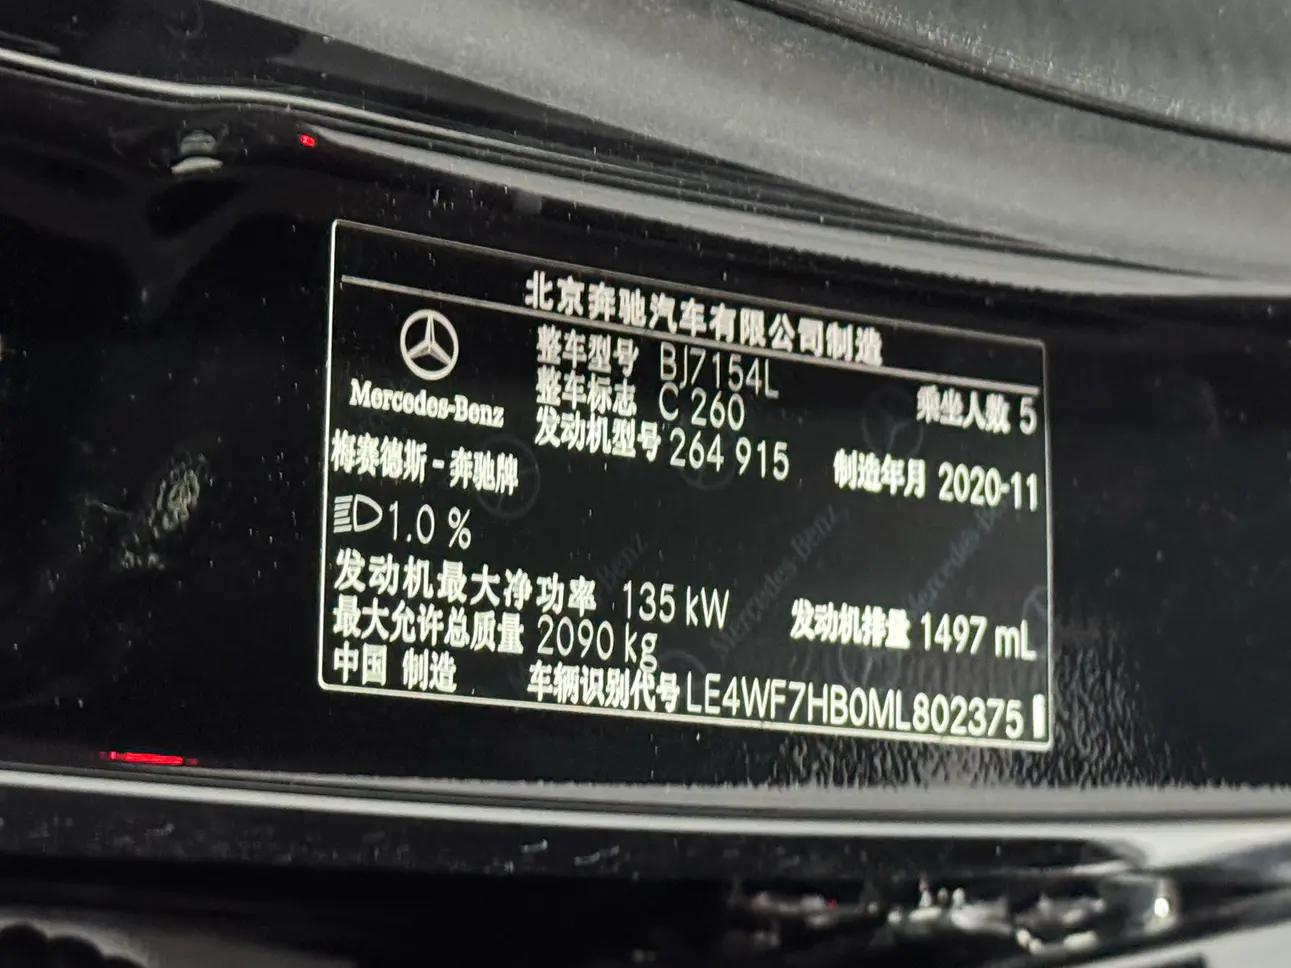 北京奔驰汽车有限公司制造
Mercedes-Benz
梅赛德斯-奔驰牌
整车型号 BJ7154L
整车标志 C 260 乘坐人数 5
发动机型号 264 915 制造年月 2020-11
1.0 %
发动机最大净功率 135 kW 发动机排量 1497 mL
最大允许总质量 2090 kg
中国 制造 车辆识别代号 LE4WF7HB0ML802375
Mercedes-Benz
Mercedes-Benz